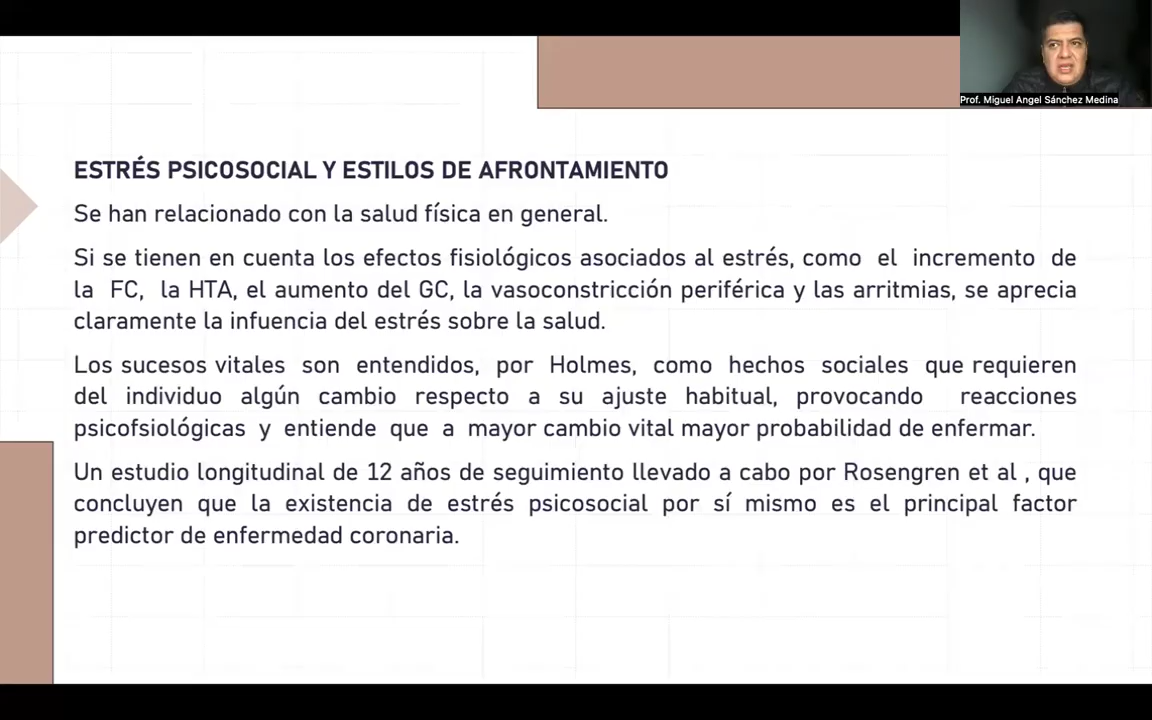 Prof. Miguel Angel Sánchez Medina
ESTRÉS PSICOSOCIAL Y ESTILOS DE AFRONTAMIENTO
Se han relacionado con la salud física en general.
Si se tienen en cuenta los efectos fisiológicos asociados al estrés, como el incremento de
la FC, la HTA, el aumento del GC, la vasoconstricción periférica y las arritmias, se aprecia
claramente la infuencia del estrés sobre la salud.
Los sucesos vitales son entendidos, por Holmes, como hechos sociales que requieren
del individuo algún cambio respecto a su ajuste habitual, provocando reacciones
psicofsiológicas y entiende que a mayor cambio vital mayor probabilidad de enfermar.
Un estudio longitudinal de 12 años de seguimiento llevado a cabo por Rosengren et al , que
concluyen que la existencia de estrés psicosocial por sí mismo es el principal factor
predictor de enfermedad coronaria.